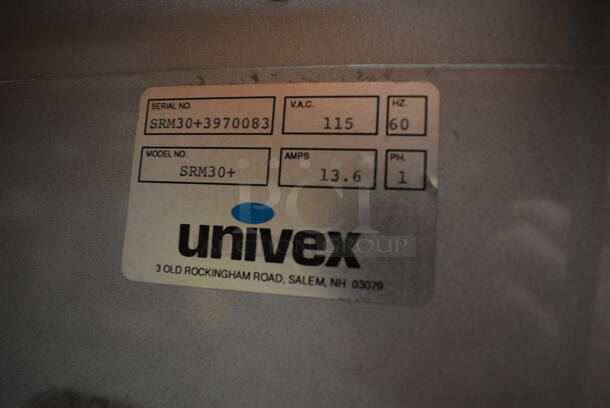 SERIAL NO. V.A.C. HZ.
SRM30+3970083 115 60
MODEL NO. AMPS PH.
SRM30+ 13.6 1
univex
3 OLD ROCKINGHAM ROAD, SALEM, NH 03079